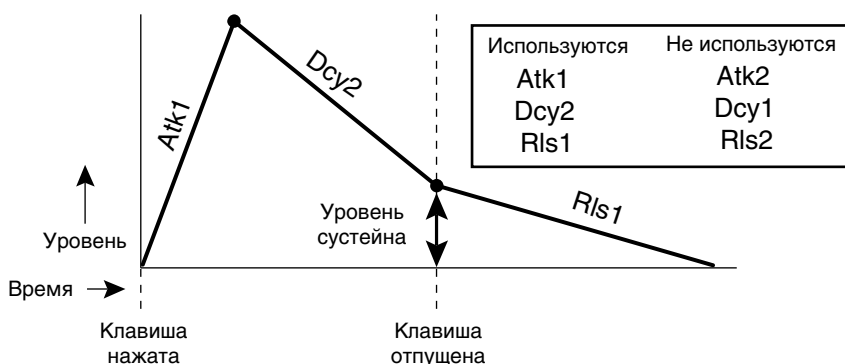 Используются Не используются
Atk1 Atk2
Dcy2 Dcy1
Rls1 Rls2
Atk1
Dcy2
Rls1
Уровень
сустейна
Уровень
Время
Клавиша
нажата
Клавиша
отпущена